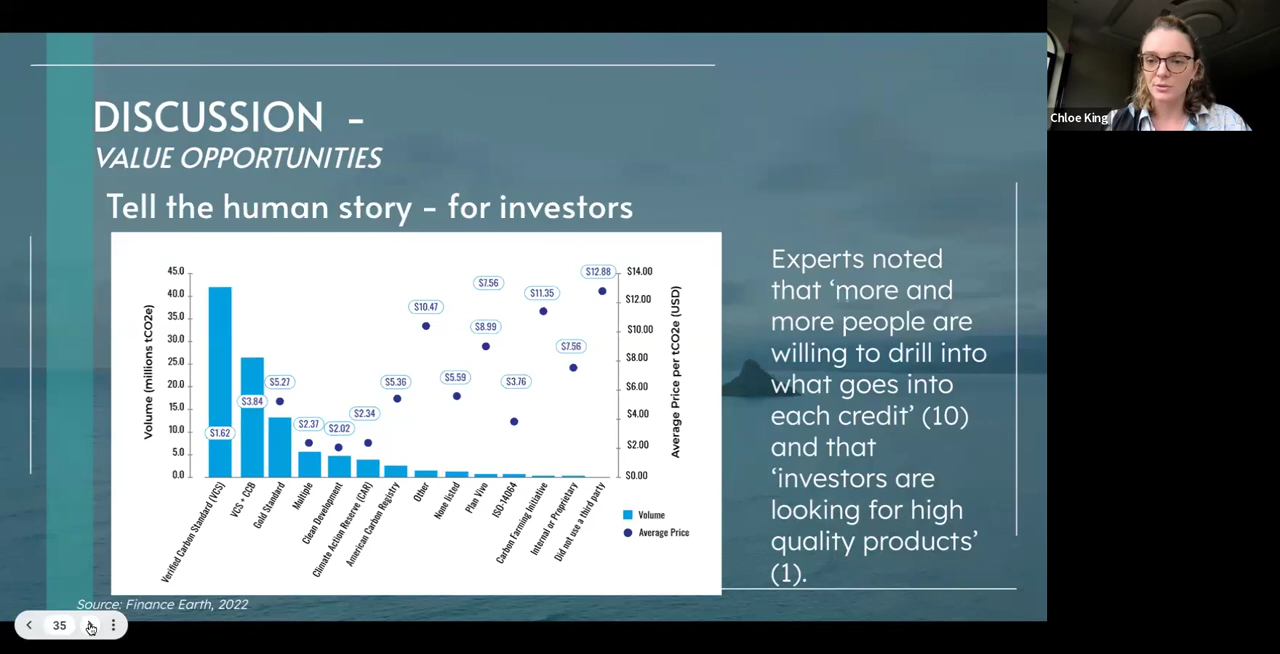 DISCUSSION -
VALUE OPPORTUNITIES
Tell the human story - for investors
Volume (millions tCO2e)
45.0
40.0
35.0
30.0
25.0
20.0
15.0
10.0
5.0
0.0
$1.62
$3.84
$5.27
$2.37
$2.02
$2.34
$5.36
$10.47
$5.59
$7.56
$8.99
$3.76
$11.35
$7.56
$12.88
$14.00
$12.00
$10.00
$8.00
$6.00
$4.00
$2.00
$0.00
Average Price per tCO2e (USD)
Verified Carbon Standard (VCS)
VCS + CCB
Gold Standard
Multiple
Clean Development
Climate Action Reserve (CAR)
American Carbon Registry
Other
None listed
Plan Vivo
ISO-14064
Carbon Farming Initiative
Internal or Proprietary
Did not use a third party
Volume
Average Price
Experts noted
that ‘more and
more people are
willing to drill into
what goes into
each credit’ (10)
and that
‘investors are
looking for high
quality products’
(1).
Source: Finance Earth, 2022
35
Chloe King